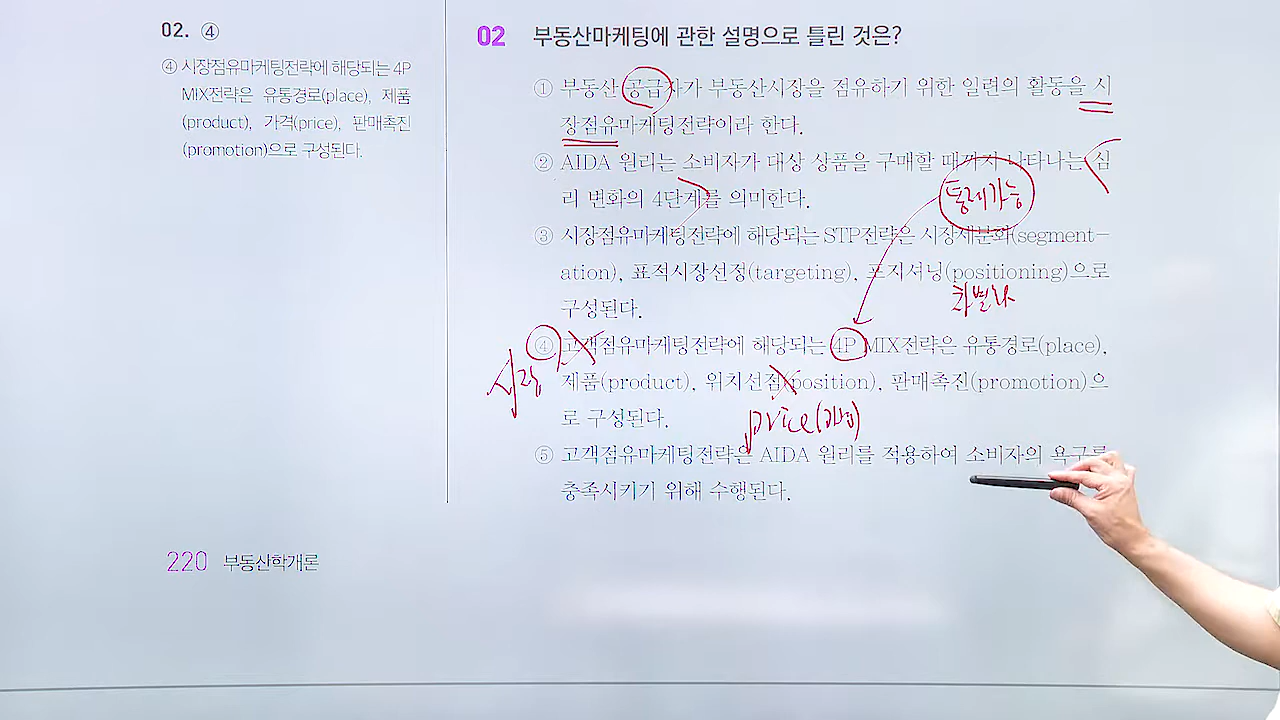 02. ④
④ 시장점유마케팅전략에 해당되는 4P
MIX전략은 유통경로(place), 제품
(product), 가격(price), 판매촉진
(promotion)으로 구성된다.
02 부동산마케팅에 관한 설명으로 틀린 것은?
① 부동산 공급자가 부동산시장을 점유하기 위한 일련의 활동을 시
장점유마케팅전략이라 한다.
② AIDA 원리는 소비자가 대상 상품을 구매할 때까지 나타나는 심
리 변화의 4단계를 의미한다.
통제가능
③ 시장점유마케팅전략에 해당되는 STP전략은 시장세분화(segment-
ation), 표적시장선정(targeting), 포지셔닝(positioning)으로
차별화
구성된다.
④ 고객점유마케팅전략에 해당되는 4P MIX전략은 유통경로(place),
시장
제품(product), 위치선점(position), 판매촉진(promotion)으
로 구성된다.
price(가격)
⑤ 고객점유마케팅전략은 AIDA 원리를 적용하여 소비자의 욕구를
충족시키기 위해 수행된다.
220 부동산학개론